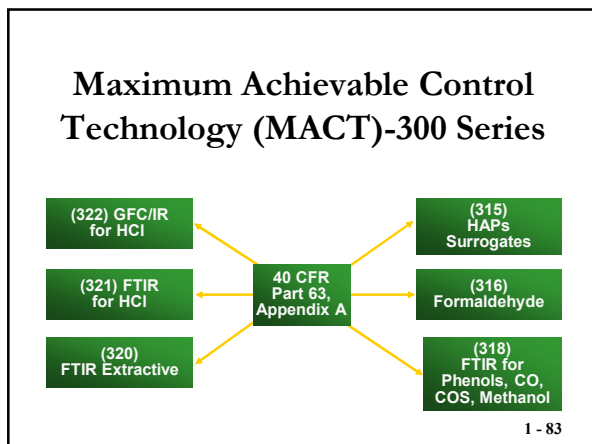 Maximum Achievable Control
Technology (MACT)-300 Series
(322) GFC/IR
for HCl
(321) FTIR
for HCl
(320)
FTIR Extractive
40 CFR
Part 63,
Appendix A
(315)
HAPs
Surrogates
(316)
Formaldehyde
(318)
FTIR for
Phenols, CO,
COS, Methanol
1 - 83